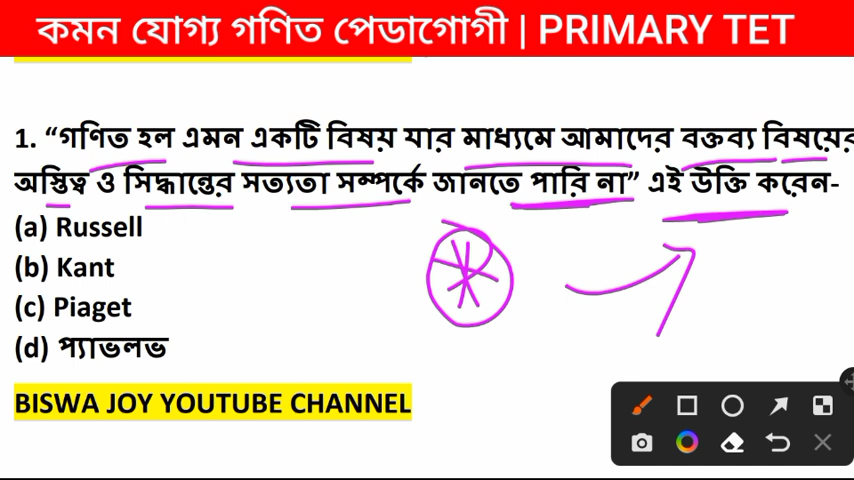 কমন যোগ্য গণিত পেডাগোগী | PRIMARY TET
1. “গণিত হল এমন একটি বিষয় যার মাধ্যমে আমাদের বক্তব্য বিষয়ের
অস্তিত্ব ও সিদ্ধান্তের সত্যতা সম্পর্কে জানতে পারি না” এই উক্তি করেন-
(a) Russell
(b) Kant
(c) Piaget
(d) প্যাভলভ
BISWA JOY YOUTUBE CHANNEL